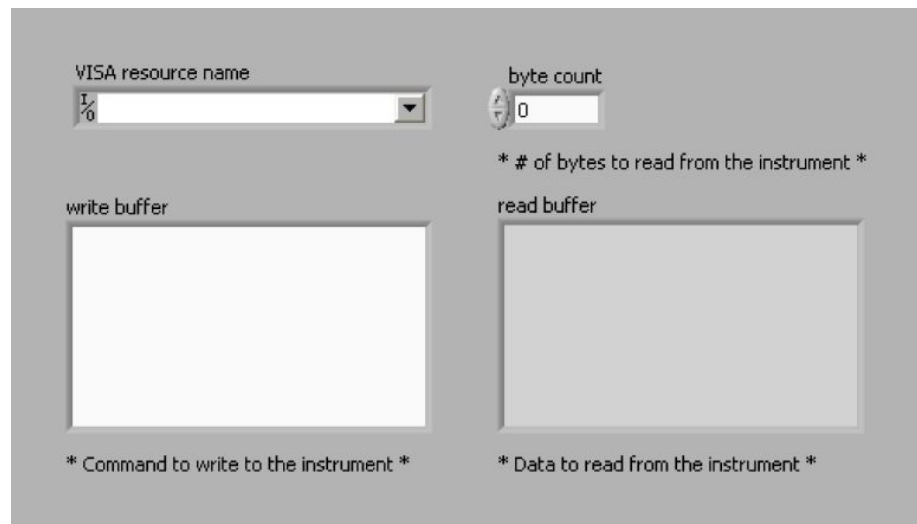 VISA resource name
I/O
byte count
0
* # of bytes to read from the instrument *
write buffer
read buffer
* Command to write to the instrument *
* Data to read from the instrument *